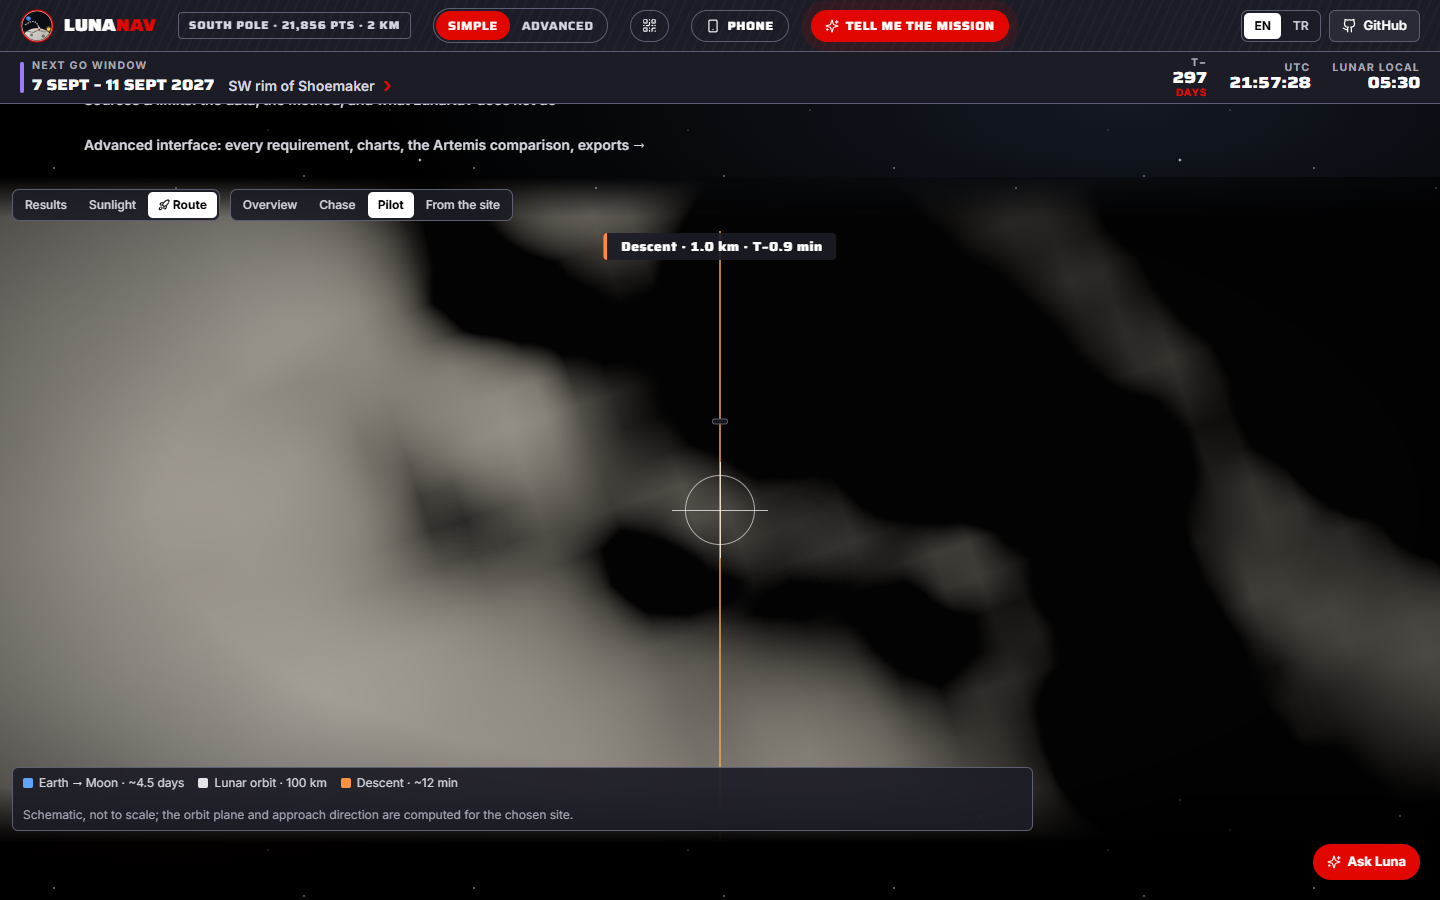 LUNANAV
SOUTH POLE · 21,856 PTS · 2 KM
SIMPLE
ADVANCED
PHONE
TELL ME THE MISSION
EN
TR
GitHub
NEXT GO WINDOW
7 SEPT – 11 SEPT 2027
SW rim of Shoemaker
T−
297
DAYS
UTC
21:57:28
LUNAR LOCAL
05:30
Advanced interface: every requirement, charts, the Artemis comparison, exports →
Results
Sunlight
Route
Overview
Chase
Pilot
From the site
Descent · 1.0 km · T−0.9 min
Earth → Moon · ~4.5 days
Lunar orbit · 100 km
Descent · ~12 min
Schematic, not to scale; the orbit plane and approach direction are computed for the chosen site.
Ask Luna